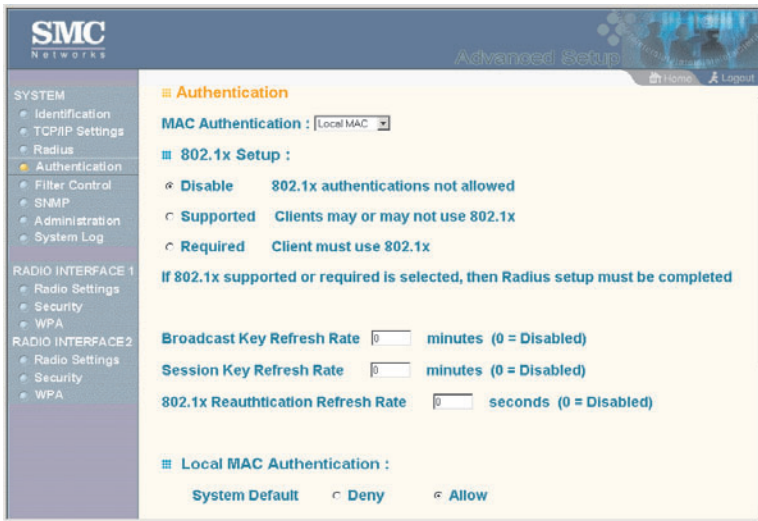 SMC
Networks
Advanced Setup
Home Logout
SYSTEM
Identification
TCP/IP Settings
Radius
Authentication
Filter Control
SNMP
Administration
System Log
RADIO INTERFACE 1
Radio Settings
Security
WPA
RADIO INTERFACE2
Radio Settings
Security
WPA
Authentication
MAC Authentication : Local MAC
802.1x Setup :
Disable 802.1x authentications not allowed
Supported Clients may or may not use 802.1x
Required Client must use 802.1x
If 802.1x supported or required is selected, then Radius setup must be completed
Broadcast Key Refresh Rate 0 minutes (0 = Disabled)
Session Key Refresh Rate 0 minutes (0 = Disabled)
802.1x Reauthtication Refresh Rate 0 seconds (0 = Disabled)
Local MAC Authentication :
System Default Deny Allow